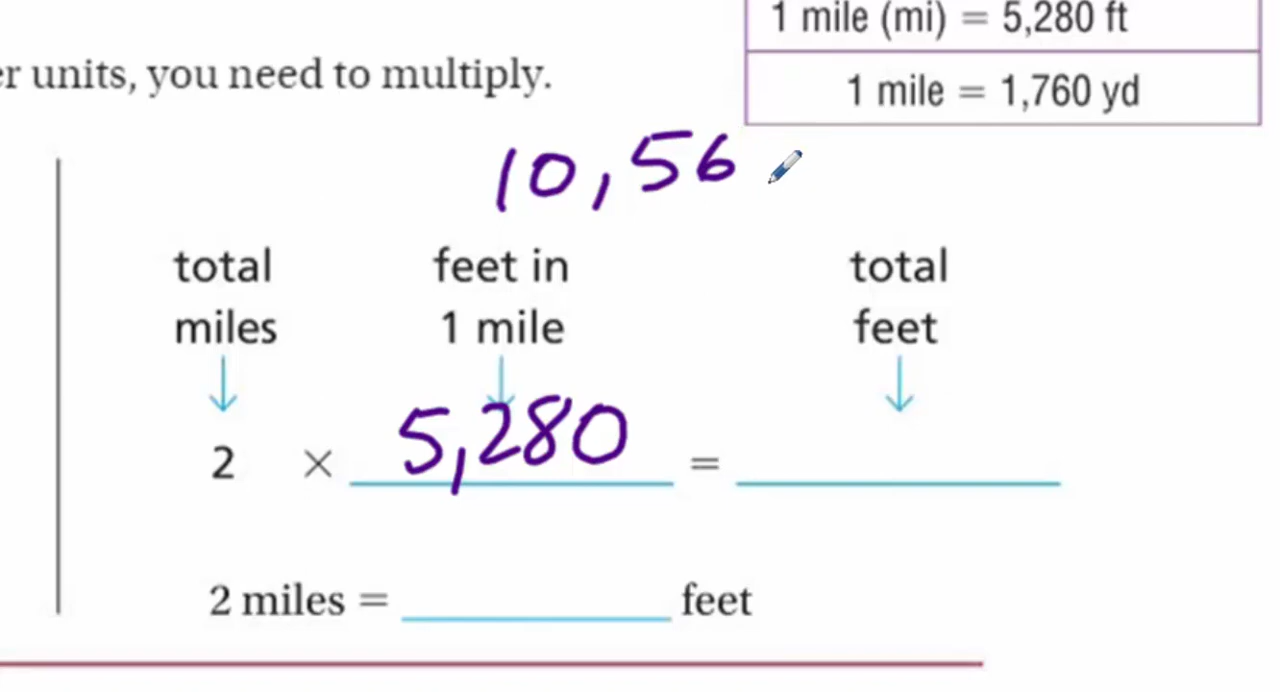 1 mile (mi) = 5,280 ft
er units, you need to multiply.
1 mile = 1,760 yd
10,56
total feet in total
miles 1 mile feet
2 × 5,280 =
2 miles = feet